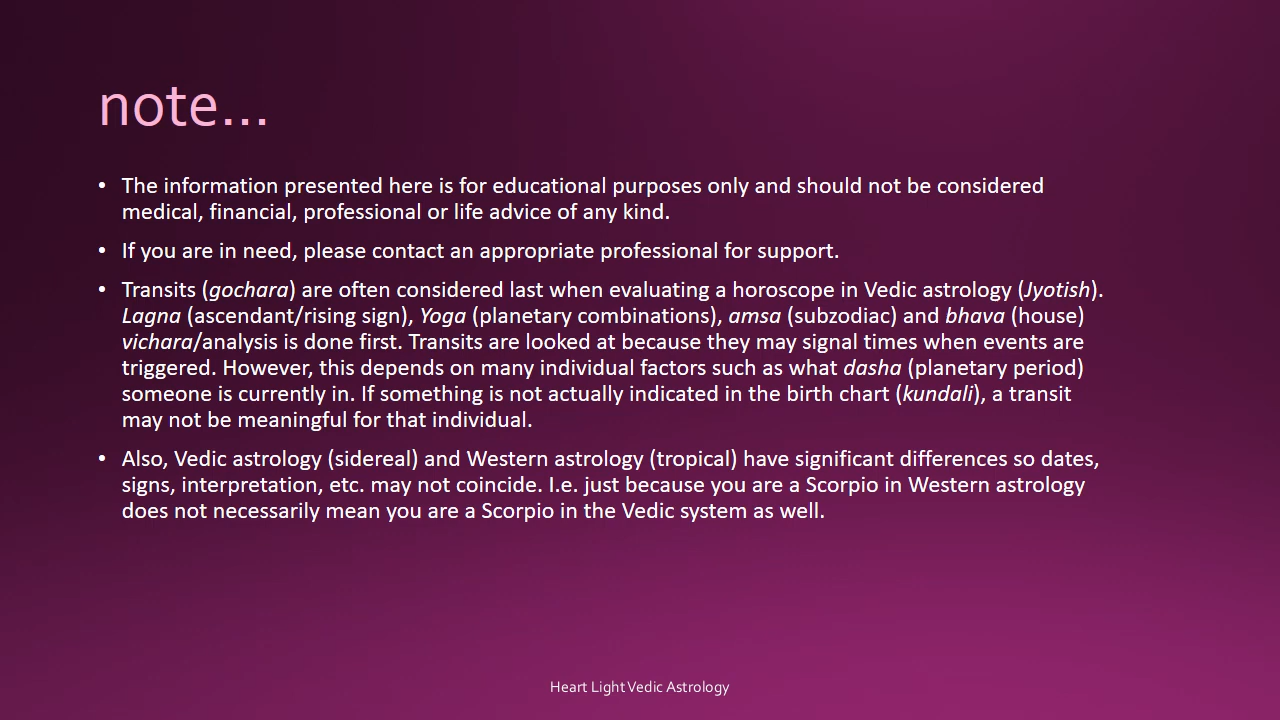 note...
• The information presented here is for educational purposes only and should not be considered
medical, financial, professional or life advice of any kind.
• If you are in need, please contact an appropriate professional for support.
• Transits (gochara) are often considered last when evaluating a horoscope in Vedic astrology (Jyotish).
Lagna (ascendant/rising sign), Yoga (planetary combinations), amsa (subzodiac) and bhava (house)
vichara/analysis is done first. Transits are looked at because they may signal times when events are
triggered. However, this depends on many individual factors such as what dasha (planetary period)
someone is currently in. If something is not actually indicated in the birth chart (kundali), a transit
may not be meaningful for that individual.
• Also, Vedic astrology (sidereal) and Western astrology (tropical) have significant differences so dates,
signs, interpretation, etc. may not coincide. I.e. just because you are a Scorpio in Western astrology
does not necessarily mean you are a Scorpio in the Vedic system as well.
Heart Light Vedic Astrology